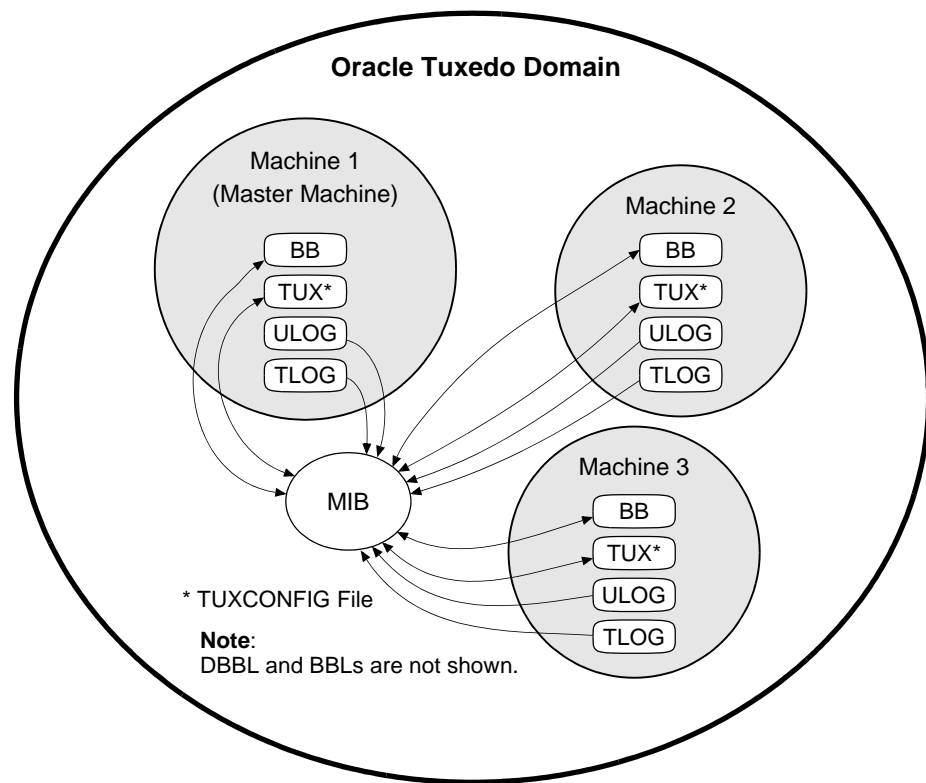 Oracle Tuxedo Domain
Machine 1
(Master Machine)
BB
TUX*
ULOG
TLOG
Machine 2
BB
TUX*
ULOG
TLOG
Machine 3
BB
TUX*
ULOG
TLOG
MIB
* TUXCONFIG File
Note:
DBBL and BBLs are not shown.